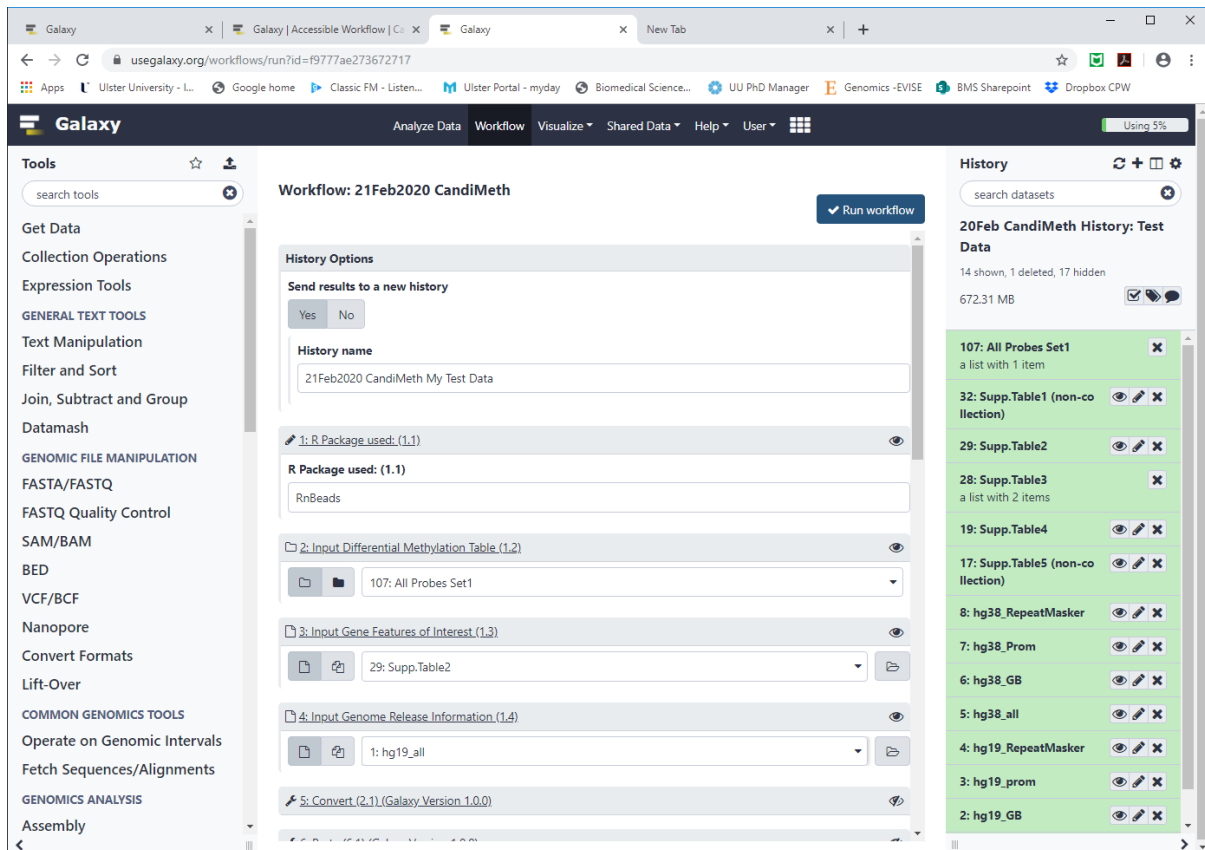 Galaxy
Galaxy | Accessible Workflow | Ca
Galaxy
New Tab
usegalaxy.org/workflows/run?id=f9777ae273672717
Apps
Ulster University - I...
Google home
Classic FM - Listen...
Ulster Portal - myday
Biomedical Science...
UU PhD Manager
Genomics -EVISE
BMS Sharepoint
Dropbox CPW
Galaxy
Analyze Data Workflow Visualize Shared Data Help User
Using 5%
Tools
search tools
Get Data
Collection Operations
Expression Tools
GENERAL TEXT TOOLS
Text Manipulation
Filter and Sort
Join, Subtract and Group
Datamash
GENOMIC FILE MANIPULATION
FASTA/FASTQ
FASTQ Quality Control
SAM/BAM
BED
VCF/BCF
Nanopore
Convert Formats
Lift-Over
COMMON GENOMICS TOOLS
Operate on Genomic Intervals
Fetch Sequences/Alignments
GENOMICS ANALYSIS
Assembly
Workflow: 21Feb2020 CandiMeth
Run workflow
History Options
Send results to a new history
Yes No
History name
21Feb2020 CandiMeth My Test Data
1: R Package used: (1.1)
R Package used: (1.1)
RnBeads
2: Input Differential Methylation Table (1.2)
107: All Probes Set1
3: Input Gene Features of Interest (1.3)
29: Supp.Table2
4: Input Genome Release Information (1.4)
1: hg19_all
5: Convert (2.1) (Galaxy Version 1.0.0)
History
search datasets
20Feb CandiMeth History: Test
Data
14 shown, 1 deleted, 17 hidden
672.31 MB
107: All Probes Set1
a list with 1 item
32: Supp.Table1 (non-co
llection)
29: Supp.Table2
28: Supp.Table3
a list with 2 items
19: Supp.Table4
17: Supp.Table5 (non-co
llection)
8: hg38_RepeatMasker
7: hg38_Prom
6: hg38_GB
5: hg38_all
4: hg19_RepeatMasker
3: hg19_prom
2: hg19_GB